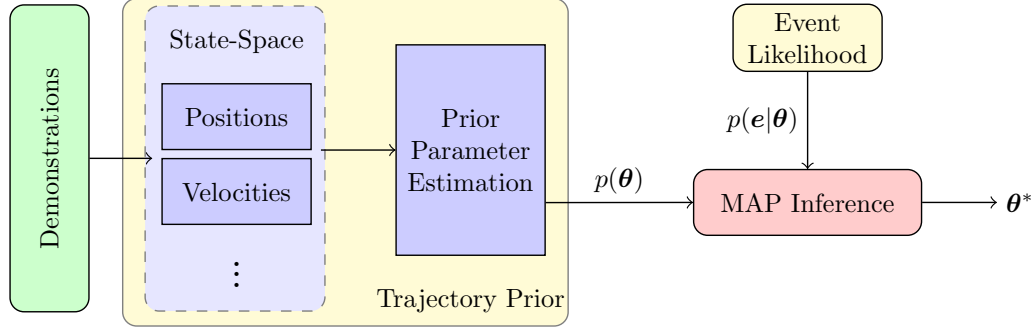 Demonstrations
State-Space
Positions
Velocities
⋮
Prior
Parameter
Estimation
Trajectory Prior
p(θ)
Event
Likelihood
p(e|θ)
MAP Inference
θ*